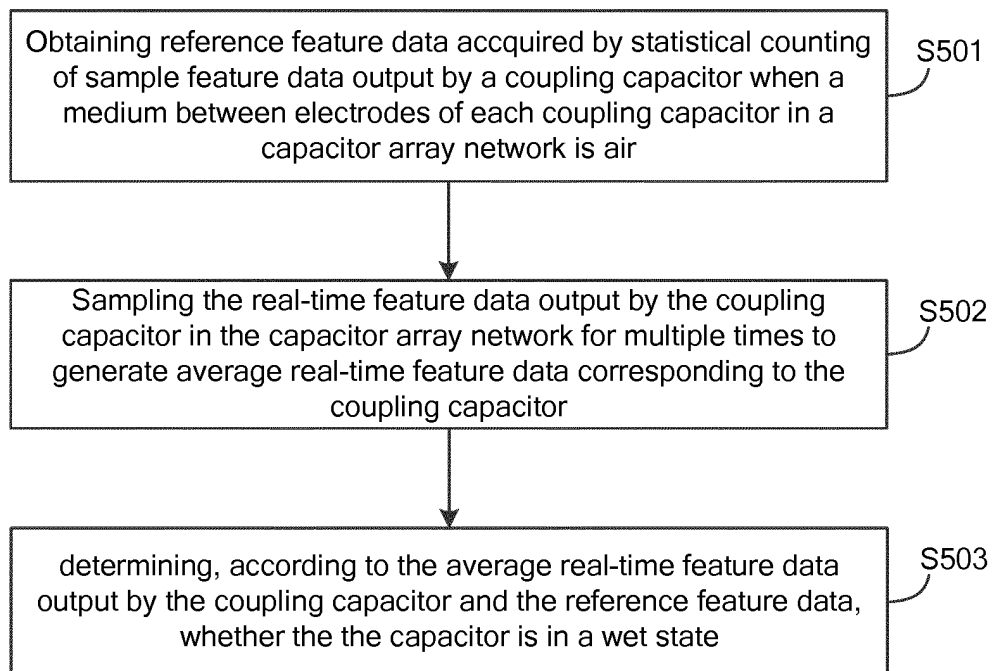 Obtaining reference feature data accquired by statistical counting
of sample feature data output by a coupling capacitor when a
medium between electrodes of each coupling capacitor in a
capacitor array network is air
S501
Sampling the real-time feature data output by the coupling
capacitor in the capacitor array network for multiple times to
generate average real-time feature data corresponding to the
coupling capacitor
S502
determining, according to the average real-time feature data
output by the coupling capacitor and the reference feature data,
whether the the capacitor is in a wet state
S503